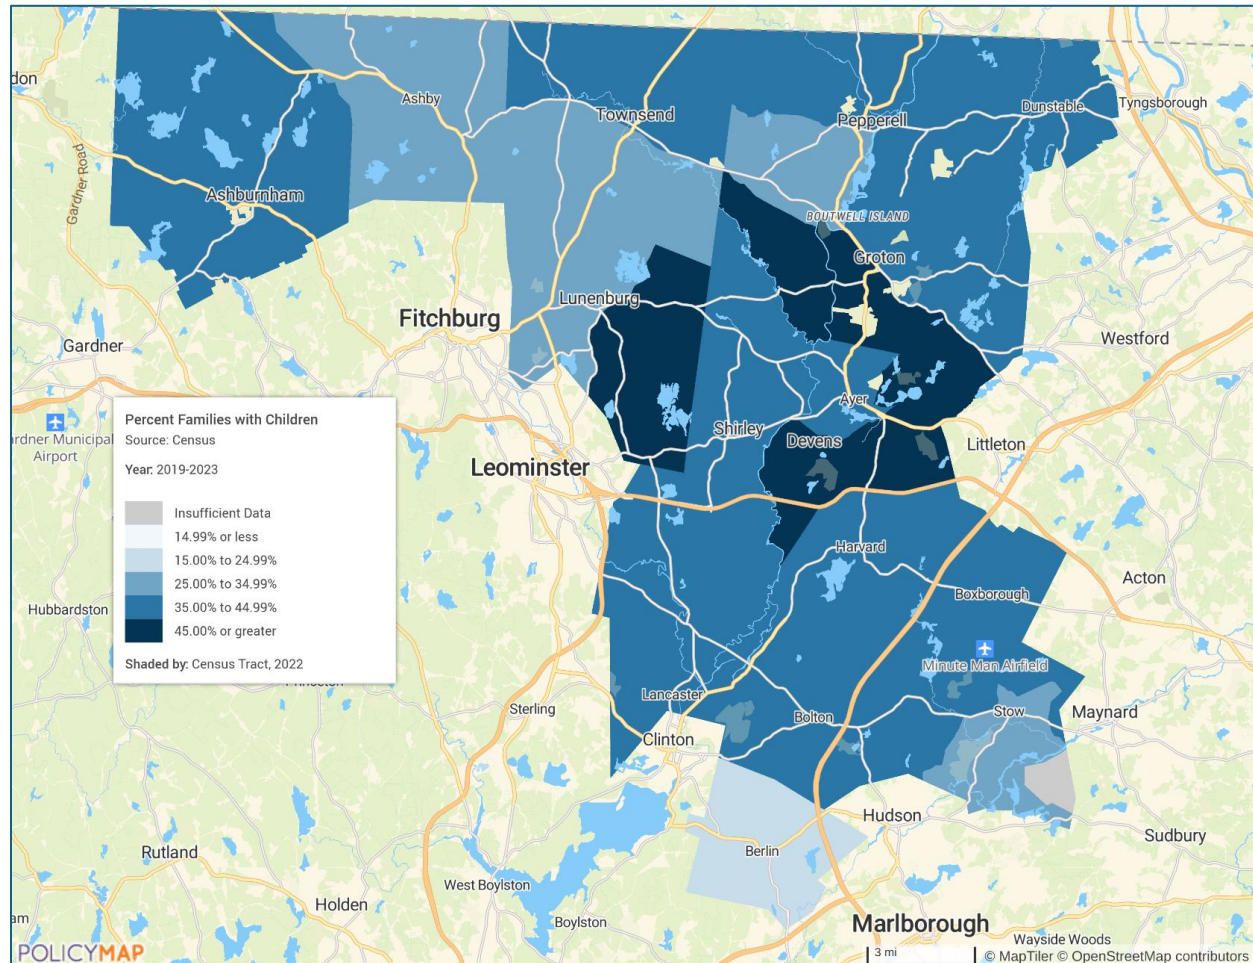 don
Ashby
Townsend
Pepperell
Dunstable
Tyngsborough
Gardner Road
Ashburnham
BOUTWELL ISLAND
Groton
Lunenburg
Fitchburg
Gardner
Westford
Ayer
Percent Families with Children
Source: Census
Year: 2019-2023
Insufficient Data
14.99% or less
15.00% to 24.99%
25.00% to 34.99%
35.00% to 44.99%
45.00% or greater
Shaded by: Census Tract, 2022
ardner Municipal
Airport
Shirley
Devens
Littleton
Leominster
Harvard
Acton
Boxborough
Hubbardston
Minute Man Airfield
Lancaster
Sterling
Bolton
Stow
Maynard
Clinton
Hudson
Sudbury
Rutland
Berlin
West Boylston
Holden
am
Boylston
Marlborough
Wayside Woods
POLICYMAP
3 mi
© MapTiler © OpenStreetMap contributors